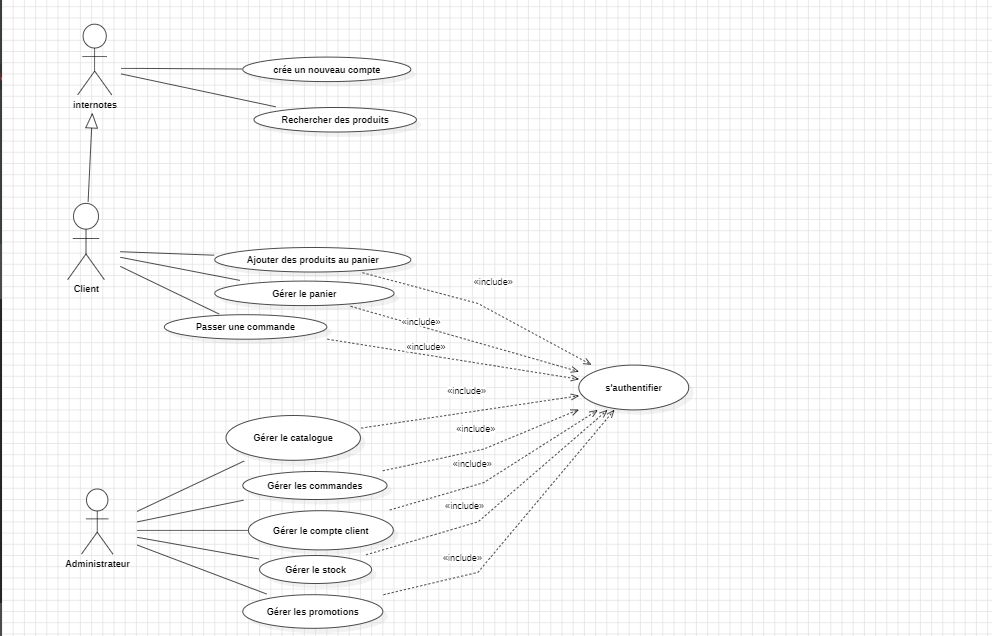 crée un nouveau compte
internotes
Rechercher des produits
Ajouter des produits au panier
«include»
Client
Gérer le panier
«include»
Passer une commande
«include»
s'authentifier
«include»
Gérer le catalogue
«include»
«include»
Gérer les commandes
«include»
Gérer le compte client
Administrateur
«include»
Gérer le stock
Gérer les promotions